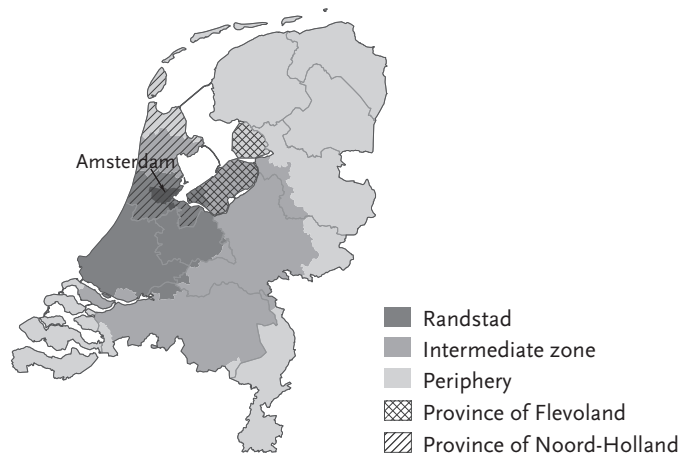 Amsterdam
Randstad
Intermediate zone
Periphery
Province of Flevoland
Province of Noord-Holland